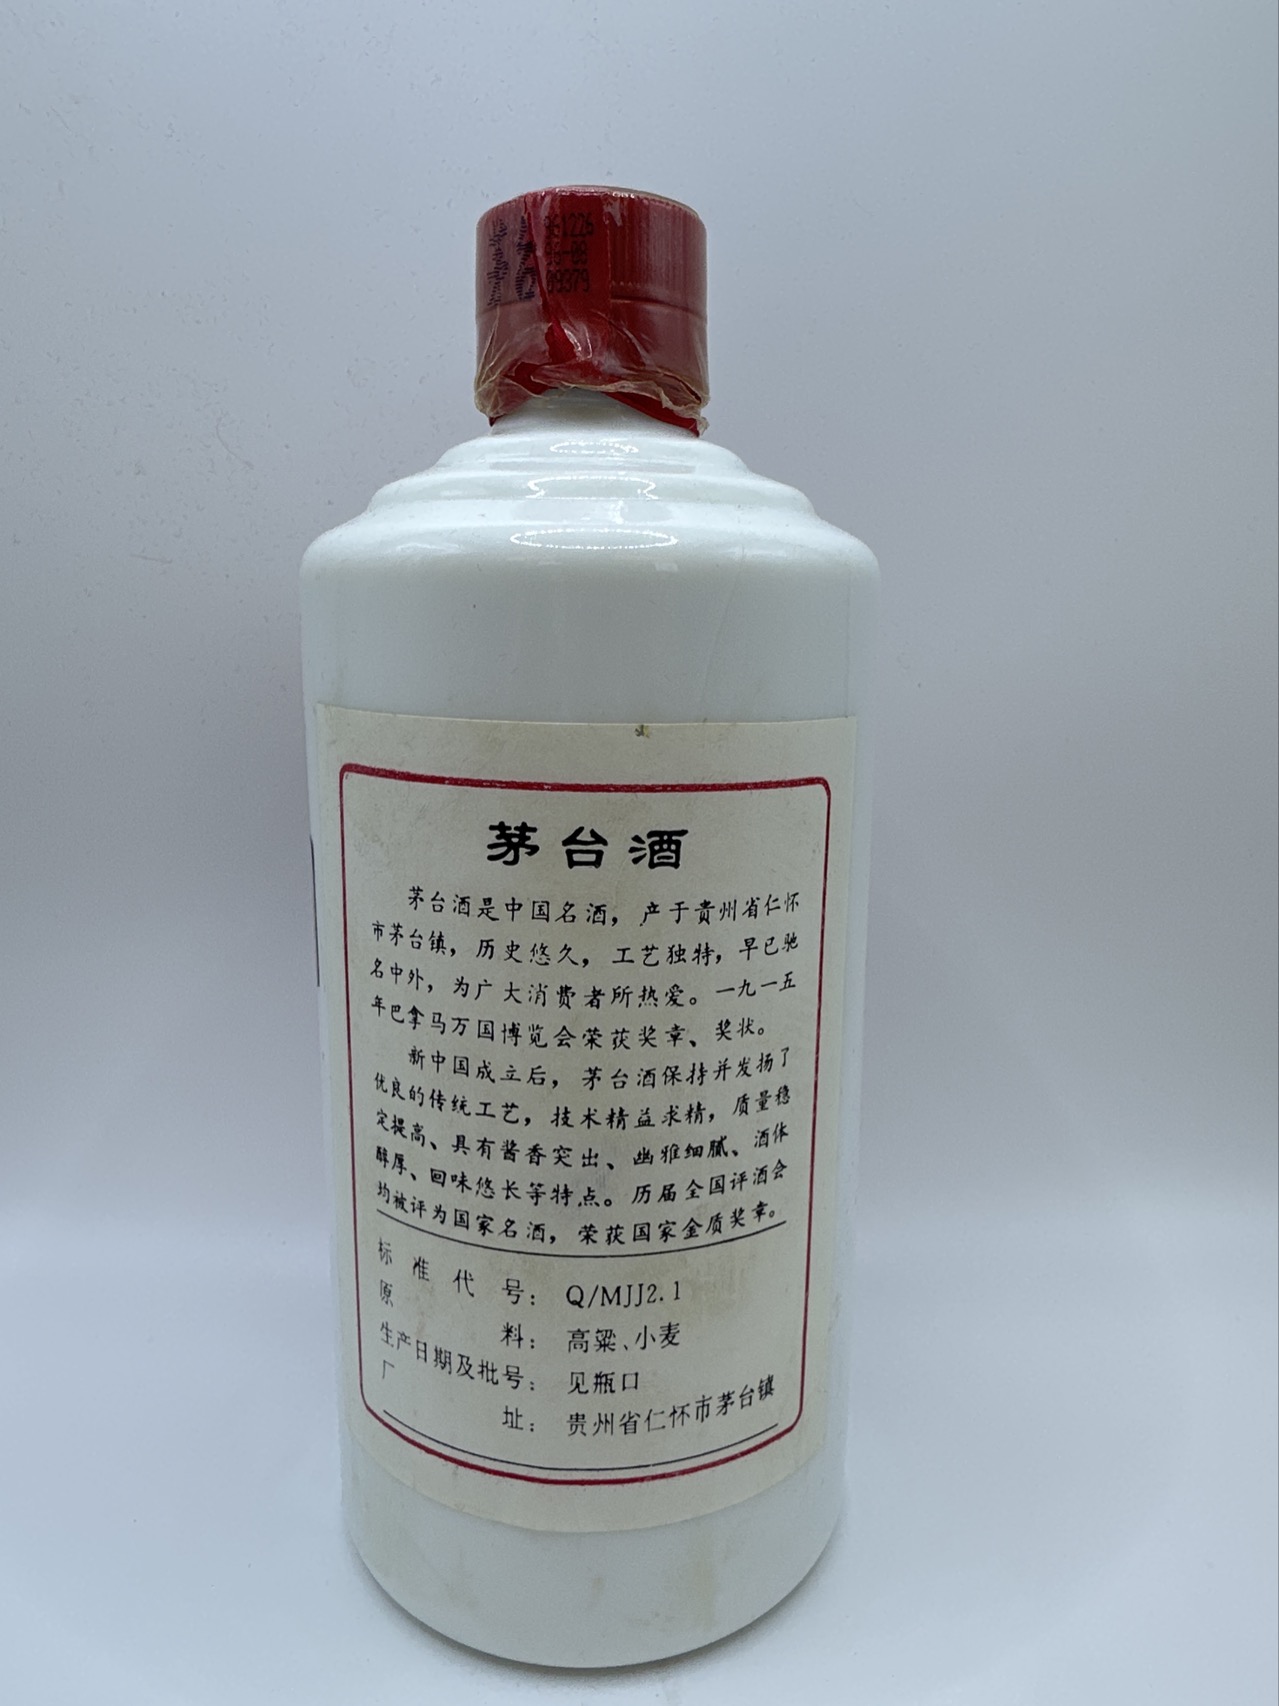 茅台
961226
96-08
09379
茅台酒
茅台酒是中国名酒，产于贵州省仁怀
市茅台镇，历史悠久，工艺独特，早已驰
名中外，为广大消费者所热爱。一九一五
年巴拿马万国博览会荣获奖章、奖状。
新中国成立后，茅台酒保持并发扬了
优良的传统工艺，技术精益求精，质量稳
定提高、具有酱香突出、幽雅细腻、酒体
醇厚、回味悠长等特点。历届全国评酒会
均被评为国家名酒，荣获国家金质奖章。
标准代号：Q/MJJ2.1
原料：高粱、小麦
生产日期及批号：见瓶口
厂址：贵州省仁怀市茅台镇